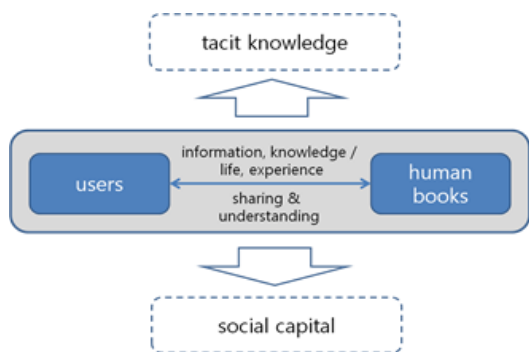 tacit knowledge
information, knowledge /
life, experience
users
human
books
sharing &
understanding
social capital